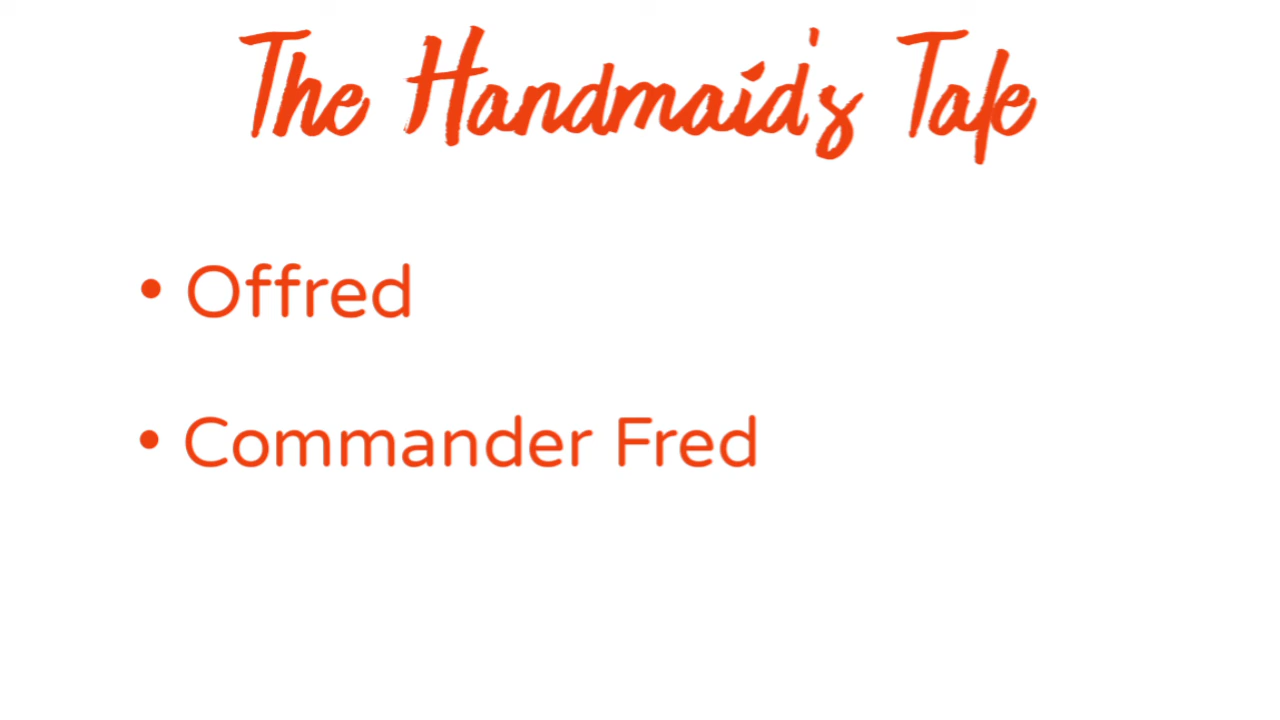 The Handmaid's Tale
• Offred
• Commander Fred